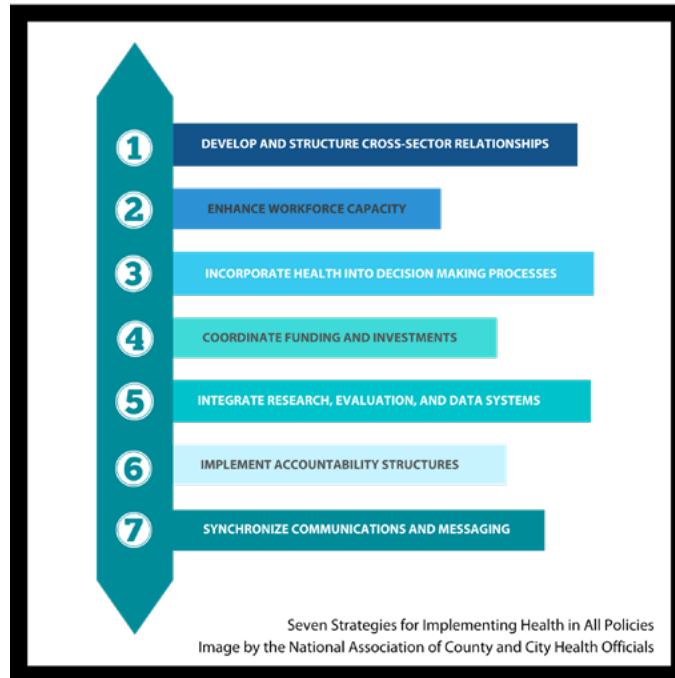 1 DEVELOP AND STRUCTURE CROSS-SECTOR RELATIONSHIPS
2 ENHANCE WORKFORCE CAPACITY
3 INCORPORATE HEALTH INTO DECISION MAKING PROCESSES
4 COORDINATE FUNDING AND INVESTMENTS
5 INTEGRATE RESEARCH, EVALUATION, AND DATA SYSTEMS
6 IMPLEMENT ACCOUNTABILITY STRUCTURES
7 SYNCHRONIZE COMMUNICATIONS AND MESSAGING
Seven Strategies for Implementing Health in All Policies
Image by the National Association of County and City Health Officials